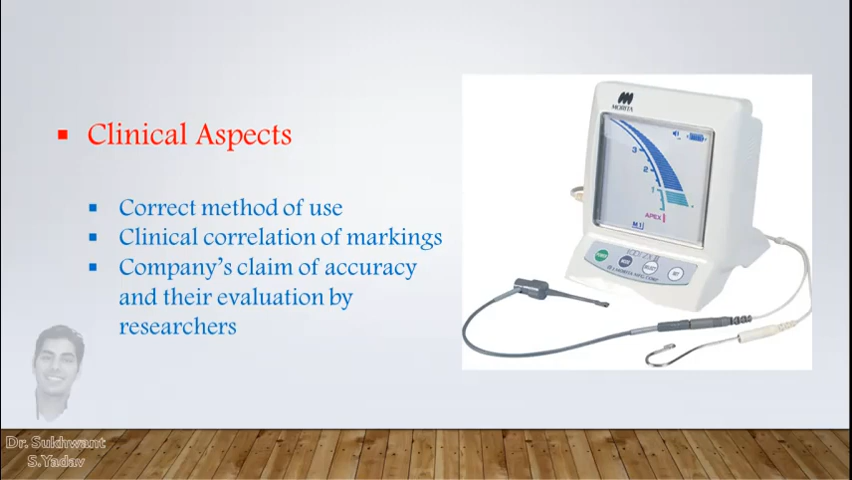 Clinical Aspects
Correct method of use
Clinical correlation of markings
Company's claim of accuracy
and their evaluation by
researchers
MORITA
3
2
1
APEX
M1
Dr. Sukhwant
S.Yadav